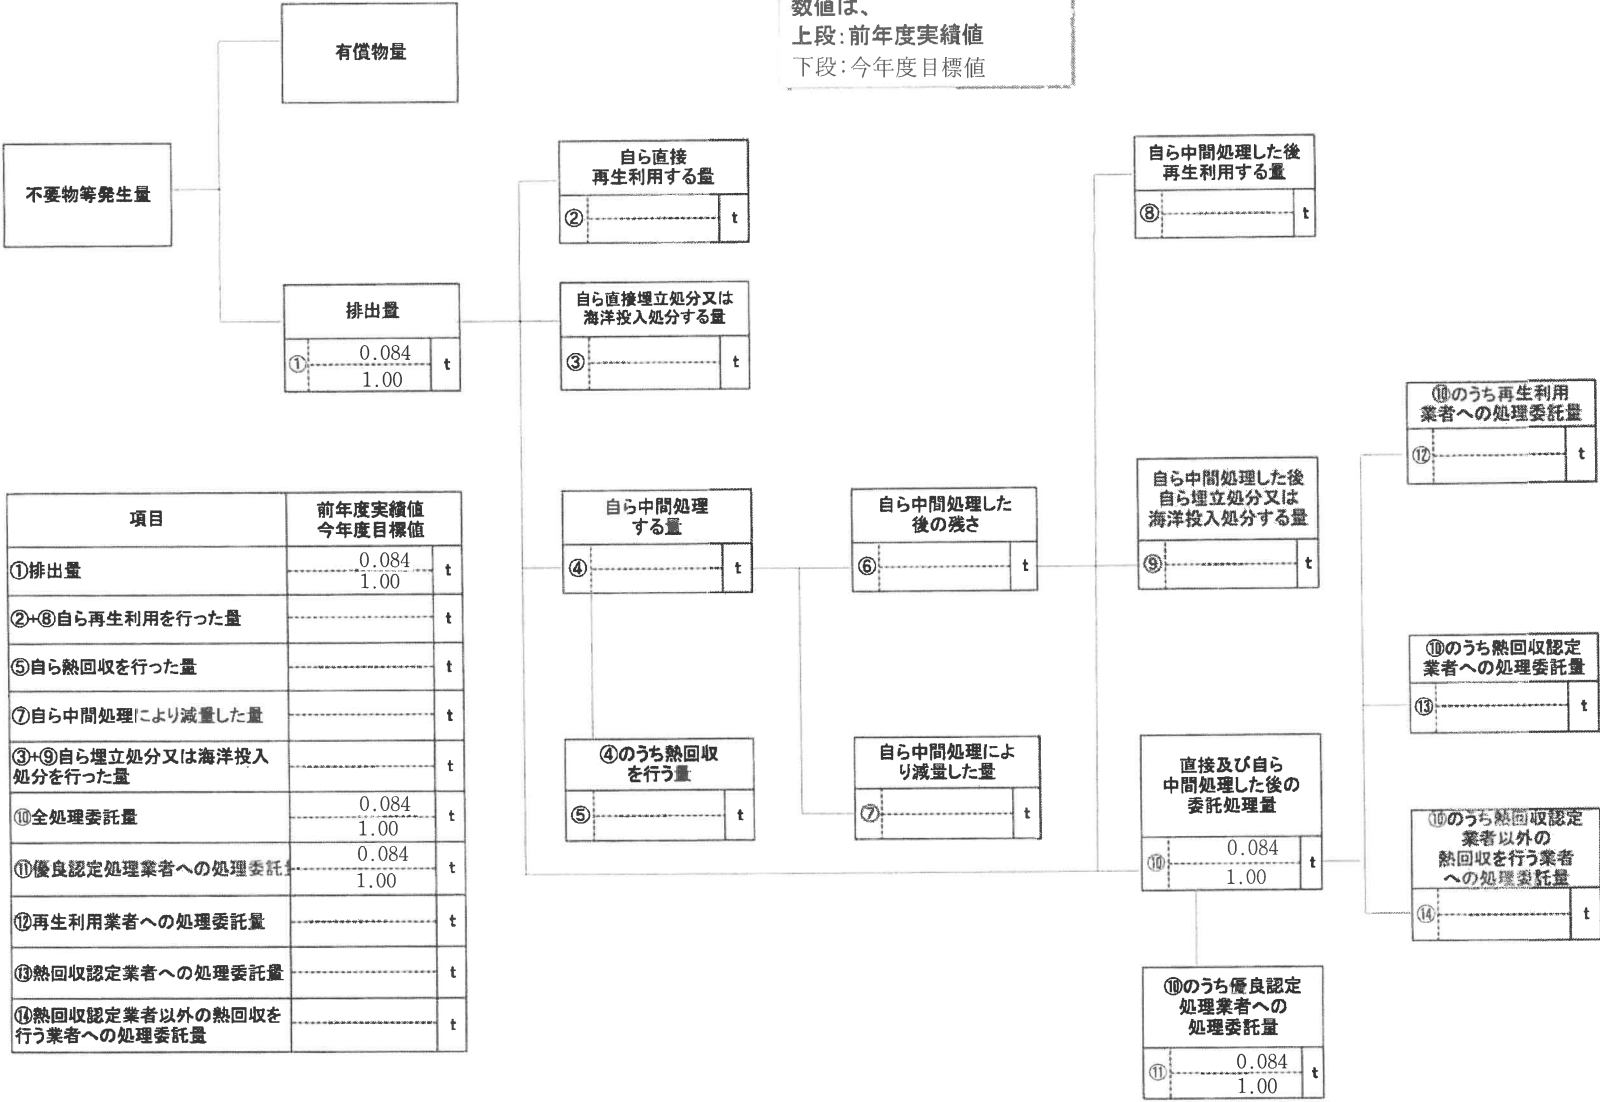 数値は、
上段：前年度実績値
下段：今年度目標値
有償物量
不要物等発生量
排出量
① 0.084 t
1.00
自ら直接
再生利用する量
② t
自ら直接埋立処分又は
海洋投入処分する量
③ t
自ら中間処理
する量
④ t
④のうち熱回収
を行う量
⑤ t
自ら中間処理した
後の残さ
⑥ t
自ら中間処理によ
り減量した量
⑦ t
自ら中間処理した後
再生利用する量
⑧ t
自ら中間処理した後
自ら埋立処分又は
海洋投入処分する量
⑨ t
直接及び自ら
中間処理した後の
委託処理量
⑩ 0.084 t
1.00
⑩のうち優良認定
処理業者への
処理委託量
⑪ 0.084 t
1.00
⑩のうち再生利用
業者への処理委託量
⑫ t
⑩のうち熱回収認定
業者への処理委託量
⑬ t
⑩のうち熱回収認定
業者以外の
熱回収を行う業者
への処理委託量
⑭ t
項目 前年度実績値
今年度目標値
①排出量 0.084 t
1.00
②+⑧自ら再生利用を行った量 t
⑤自ら熱回収を行った量 t
⑦自ら中間処理により減量した量 t
③+⑨自ら埋立処分又は海洋投入
処分を行った量 t
⑩全処理委託量 0.084 t
1.00
⑪優良認定処理業者への処理委託 0.084 t
1.00
⑫再生利用業者への処理委託量 t
⑬熱回収認定業者への処理委託量 t
⑭熱回収認定業者以外の熱回収を
行う業者への処理委託量 t